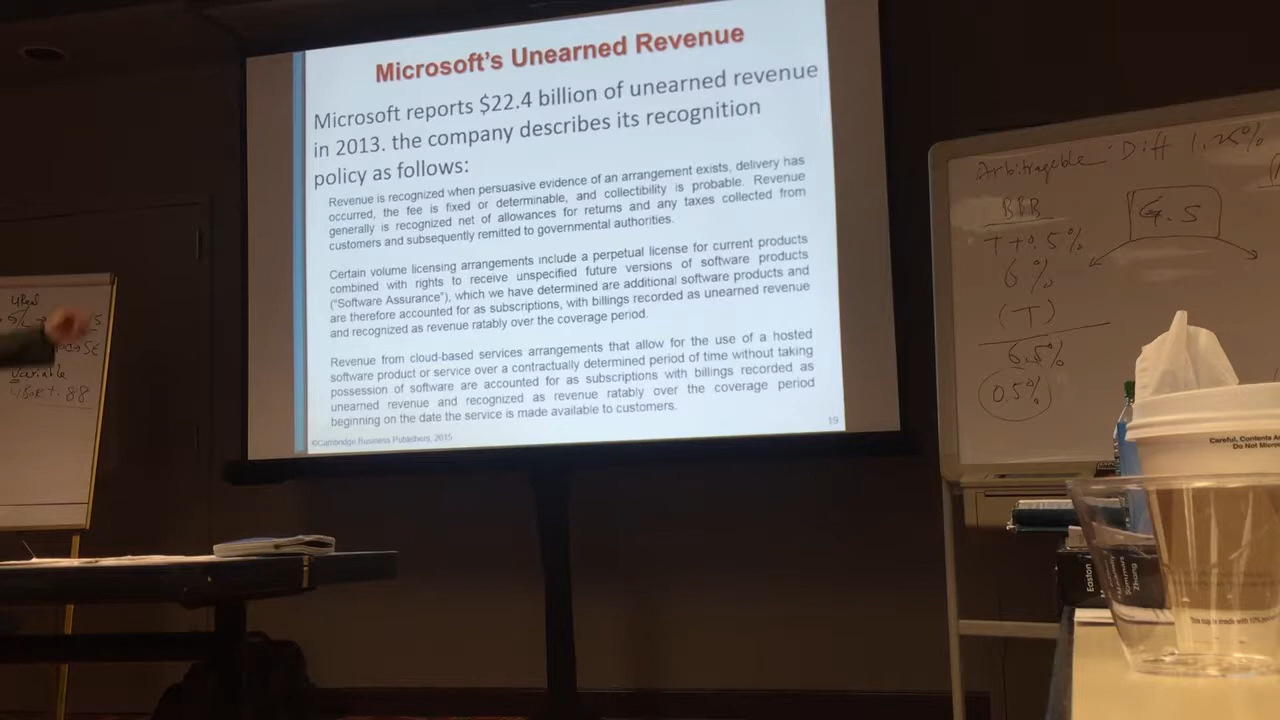 Microsoft's Unearned Revenue
Microsoft reports $22.4 billion of unearned revenue
in 2013. the company describes its recognition
policy as follows:
Revenue is recognized when persuasive evidence of an arrangement exists, delivery has
occurred, the fee is fixed or determinable, and collectibility is probable. Revenue
generally is recognized net of allowances for returns and any taxes collected from
customers and subsequently remitted to governmental authorities.
Certain volume licensing arrangements include a perpetual license for current products
combined with rights to receive unspecified future versions of software products
("Software Assurance"), which we have determined are additional software products and
are therefore accounted for as subscriptions, with billings recorded as unearned revenue
and recognized as revenue ratably over the coverage period.
Revenue from cloud-based services arrangements that allow for the use of a hosted
software product or service over a contractually determined period of time without taking
possession of software are accounted for as subscriptions with billings recorded as
unearned revenue and recognized as revenue ratably over the coverage period
beginning on the date the service is made available to customers.
©Cambridge Business Publishers, 2015
19
Arbitrageble Diff 1.25%
BBB
G.S
T+0.5%
6%
(T)
6.5%
0.5%
Variable
Careful, Contents
Do Not
Easton
Sommers
Zhang